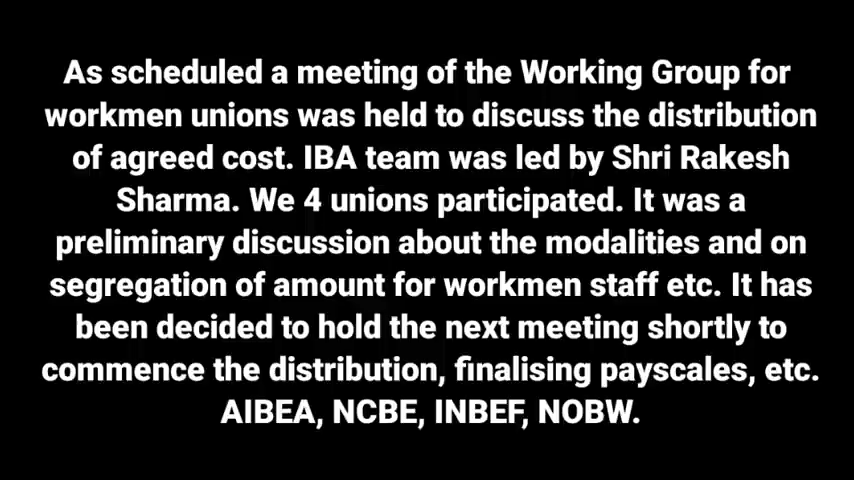 As scheduled a meeting of the Working Group for
workmen unions was held to discuss the distribution
of agreed cost. IBA team was led by Shri Rakesh
Sharma. We 4 unions participated. It was a
preliminary discussion about the modalities and on
segregation of amount for workmen staff etc. It has
been decided to hold the next meeting shortly to
commence the distribution, finalising payscales, etc.
AIBEA, NCBE, INBEF, NOBW.